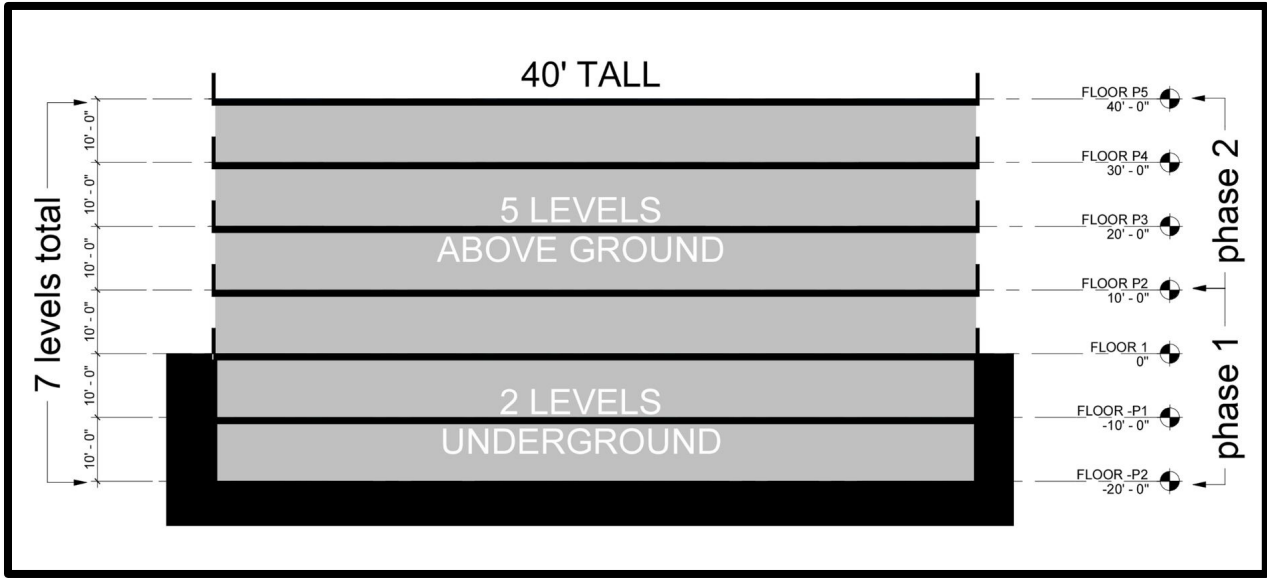 40' TALL
7 levels total
10' - 0"
10' - 0"
10' - 0"
10' - 0"
10' - 0"
10' - 0"
5 LEVELS
ABOVE GROUND
2 LEVELS
UNDERGROUND
FLOOR P5
40' - 0"
FLOOR P4
30' - 0"
FLOOR P3
20' - 0"
FLOOR P2
10' - 0"
FLOOR 1
0"
FLOOR -P1
-10' - 0"
FLOOR -P2
-20' - 0"
phase 2
phase 1